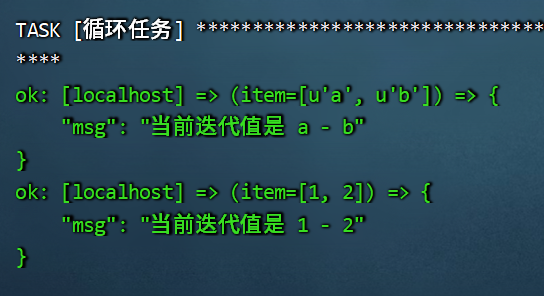 TASK [循环任务] ********************************
****
ok: [localhost] => (item=[u'a', u'b']) => {
    "msg": "当前迭代值是 a - b"
}
ok: [localhost] => (item=[1, 2]) => {
    "msg": "当前迭代值是 1 - 2"
}